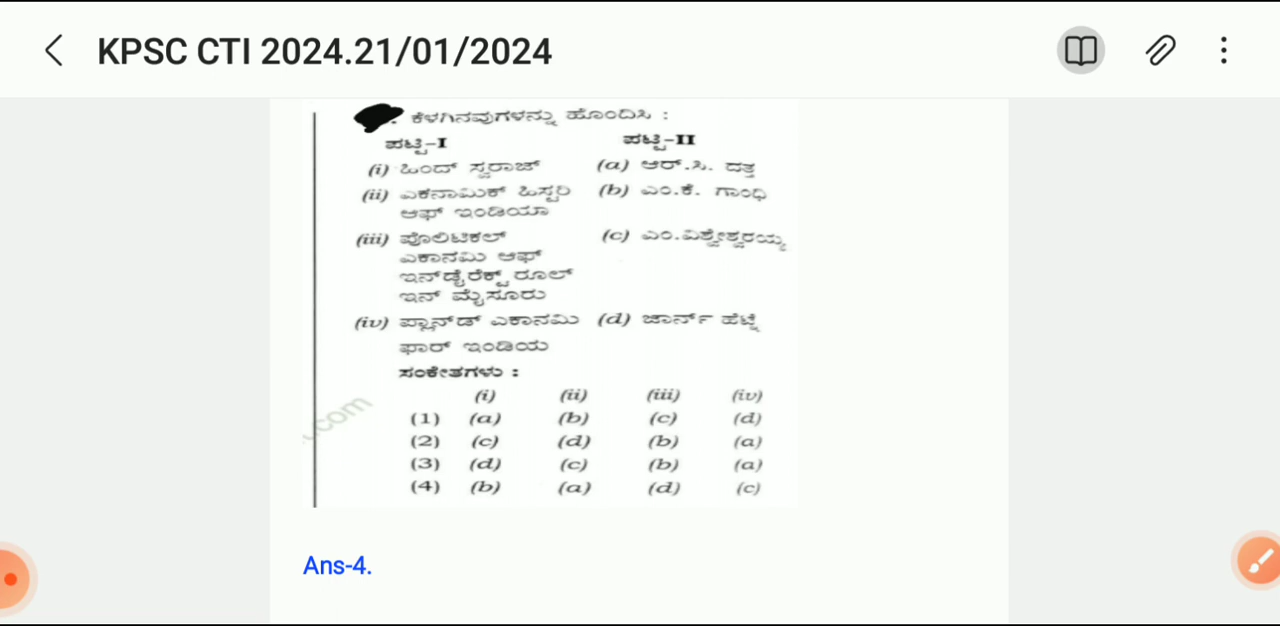 KPSC CTI 2024.21/01/2024
. ಕೆಳಗಿನವುಗಳನ್ನು ಹೊಂದಿಸಿ :
ಪಟ್ಟಿ-I ಪಟ್ಟಿ-II
(i) ಹಿಂದ್ ಸ್ವರಾಜ್ (a) ಆರ್.ಸಿ. ದತ್ತ
(ii) ಎಕನಾಮಿಕ್ ಹಿಸ್ಟರಿ (b) ಎಂ.ಕೆ. ಗಾಂಧಿ
ಆಫ್ ಇಂಡಿಯಾ
(iii) ಪೊಲಿಟಿಕಲ್ (c) ಎಂ.ವಿಶ್ವೇಶ್ವರಯ್ಯ
ಎಕಾನಮಿ ಆಫ್
ಇನ್‌ಡೈರೆಕ್ಟ್ ರೂಲ್
ಇನ್ ಮೈಸೂರು
(iv) ಪ್ಲಾನ್‌ಡ್ ಎಕಾನಮಿ (d) ಜಾರ್ನ್ ಹೆಟ್ನೆ
ಫಾರ್ ಇಂಡಿಯ
ಸಂಕೇತಗಳು :
(i) (ii) (iii) (iv)
(1) (a) (b) (c) (d)
(2) (c) (d) (b) (a)
(3) (d) (c) (b) (a)
(4) (b) (a) (d) (c)
.com
Ans-4.